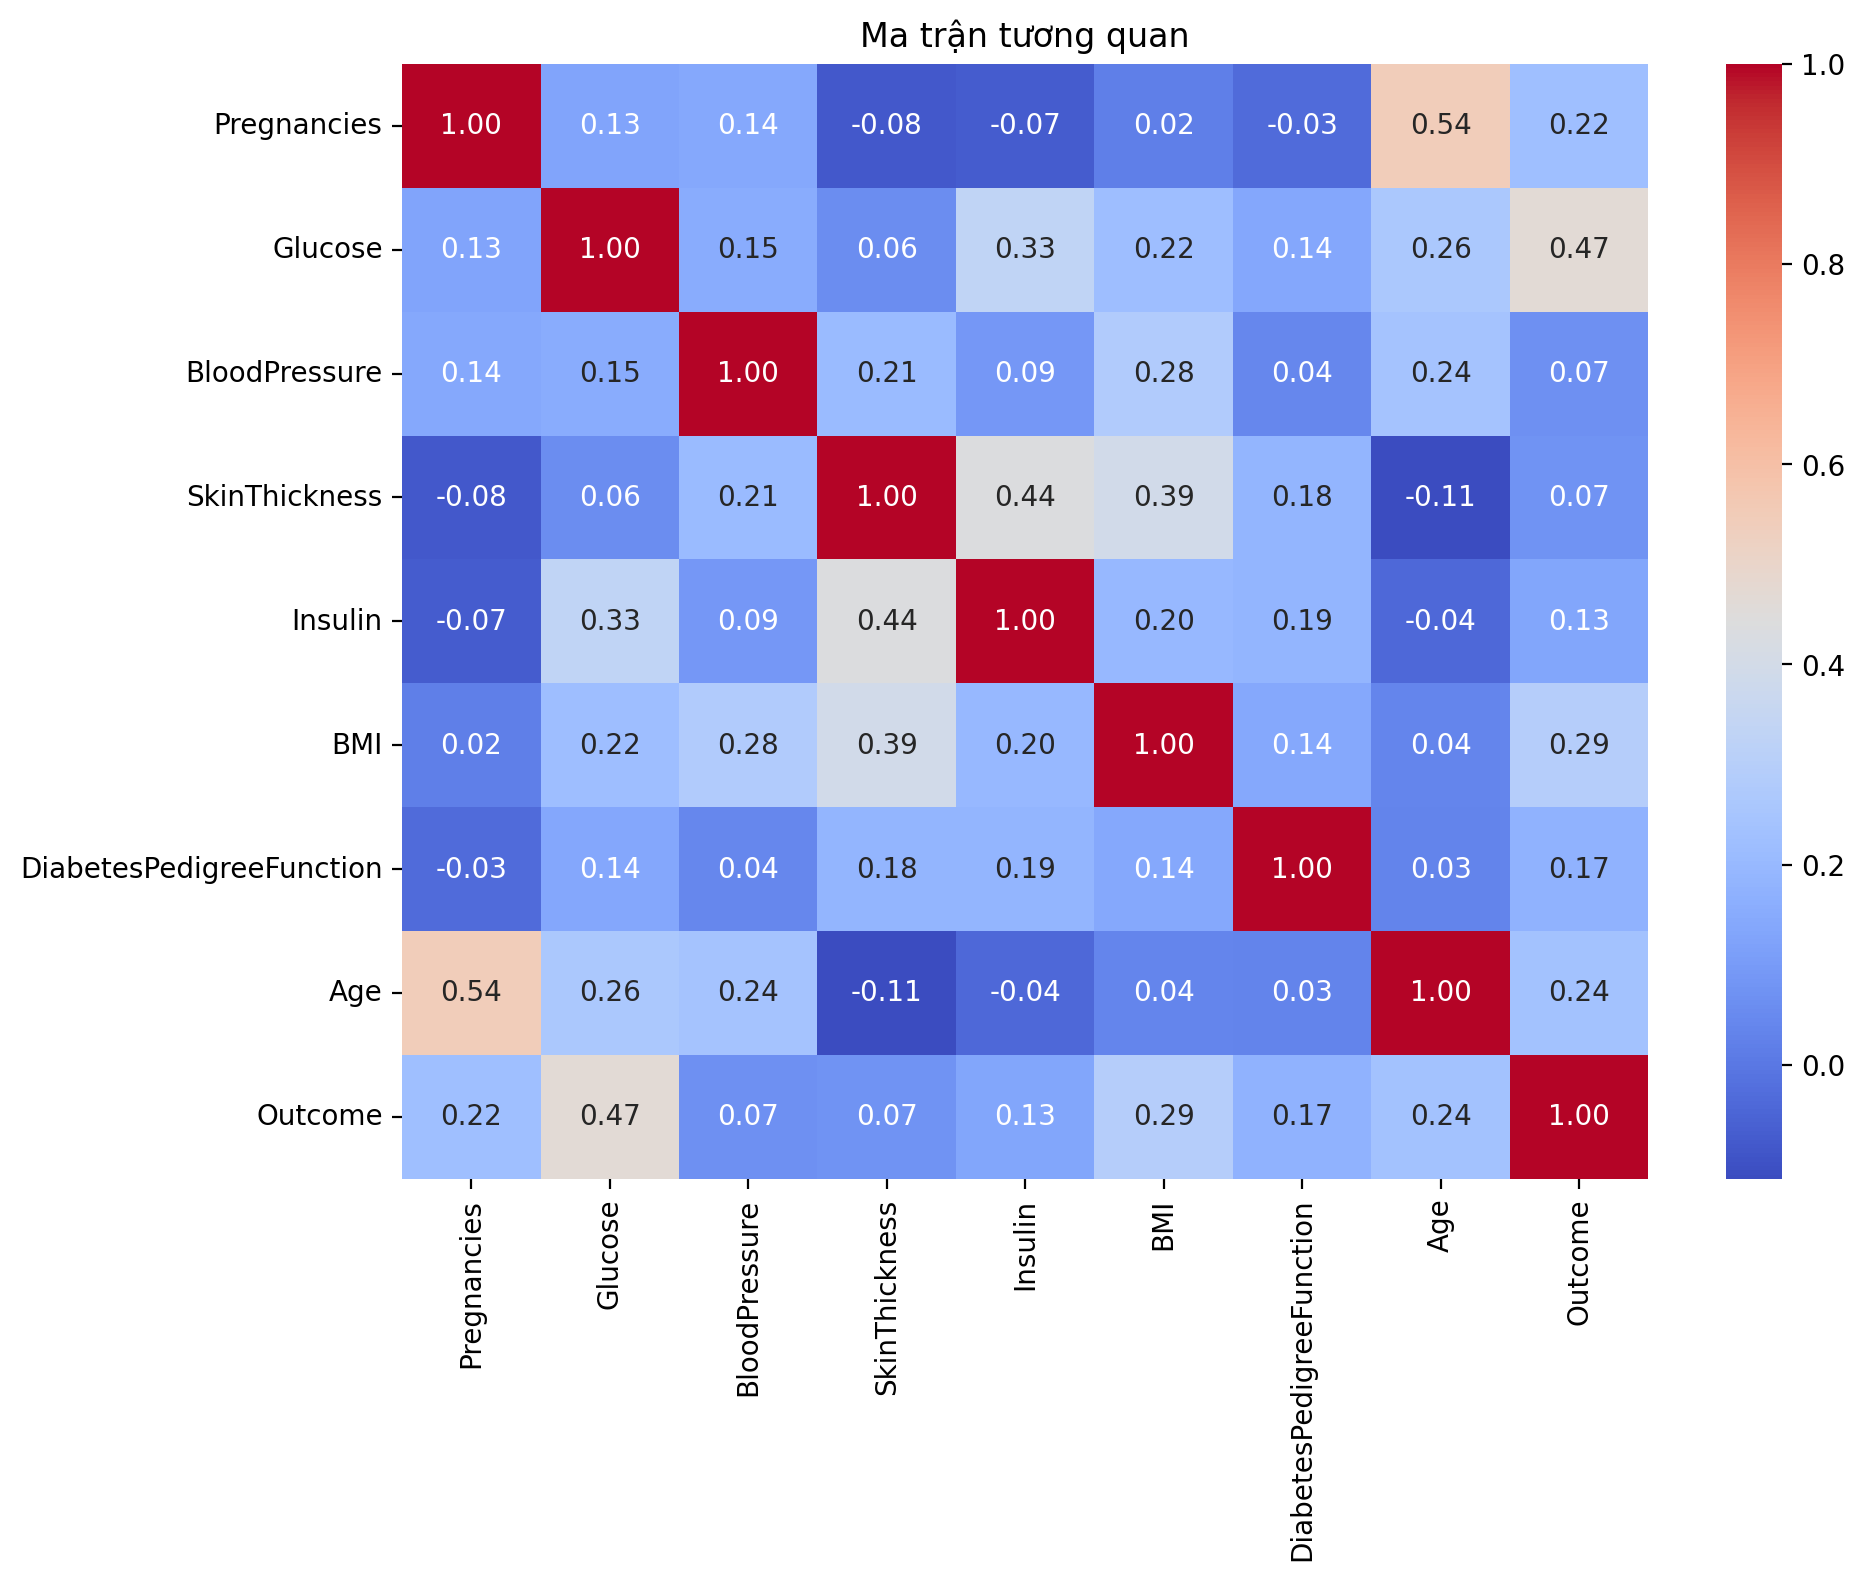 Ma trận tương quan
Pregnancies 1.00 0.13 0.14 -0.08 -0.07 0.02 -0.03 0.54 0.22
Glucose 0.13 1.00 0.15 0.06 0.33 0.22 0.14 0.26 0.47
BloodPressure 0.14 0.15 1.00 0.21 0.09 0.28 0.04 0.24 0.07
SkinThickness -0.08 0.06 0.21 1.00 0.44 0.39 0.18 -0.11 0.07
Insulin -0.07 0.33 0.09 0.44 1.00 0.20 0.19 -0.04 0.13
BMI 0.02 0.22 0.28 0.39 0.20 1.00 0.14 0.04 0.29
DiabetesPedigreeFunction -0.03 0.14 0.04 0.18 0.19 0.14 1.00 0.03 0.17
Age 0.54 0.26 0.24 -0.11 -0.04 0.04 0.03 1.00 0.24
Outcome 0.22 0.47 0.07 0.07 0.13 0.29 0.17 0.24 1.00
Pregnancies
Glucose
BloodPressure
SkinThickness
Insulin
BMI
DiabetesPedigreeFunction
Age
Outcome
1.0
0.8
0.6
0.4
0.2
0.0